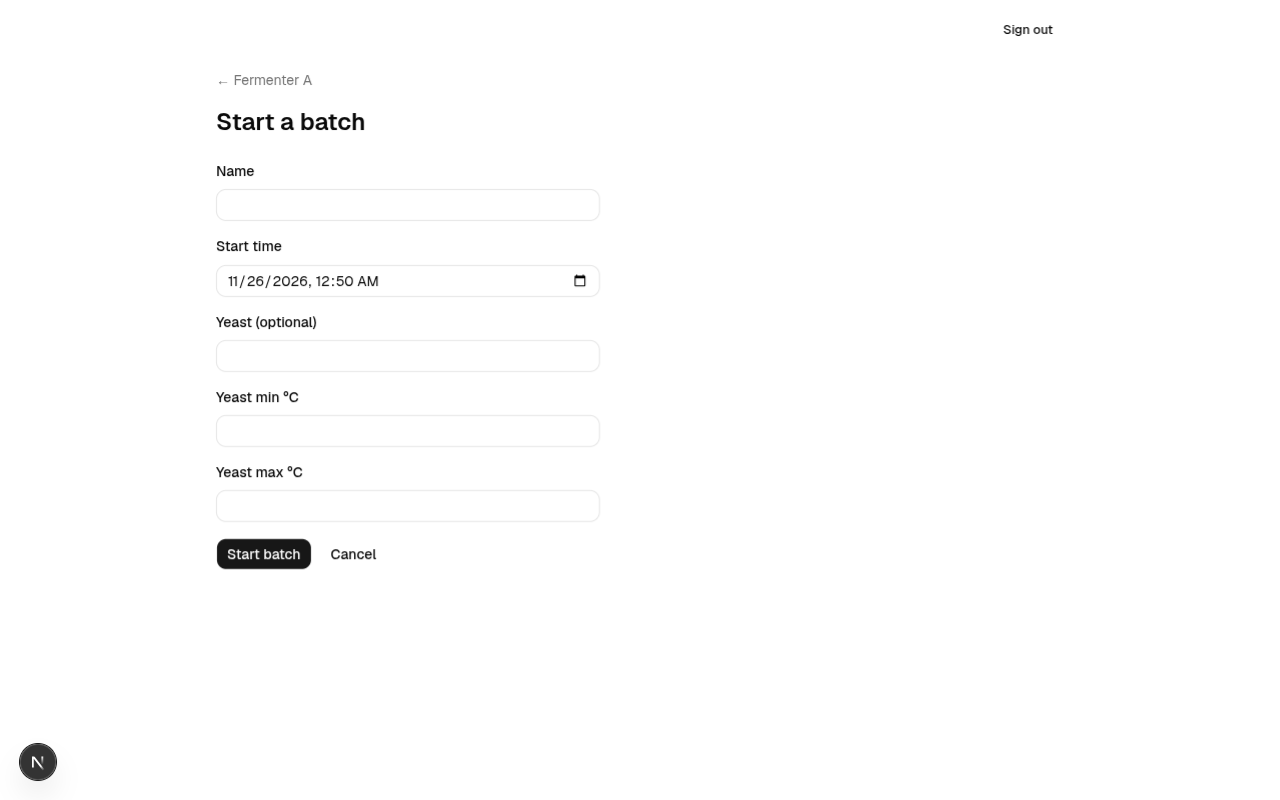 Sign out
← Fermenter A
Start a batch
Name
Start time
11/26/2026, 12:50 AM
Yeast (optional)
Yeast min °C
Yeast max °C
Start batch Cancel
N